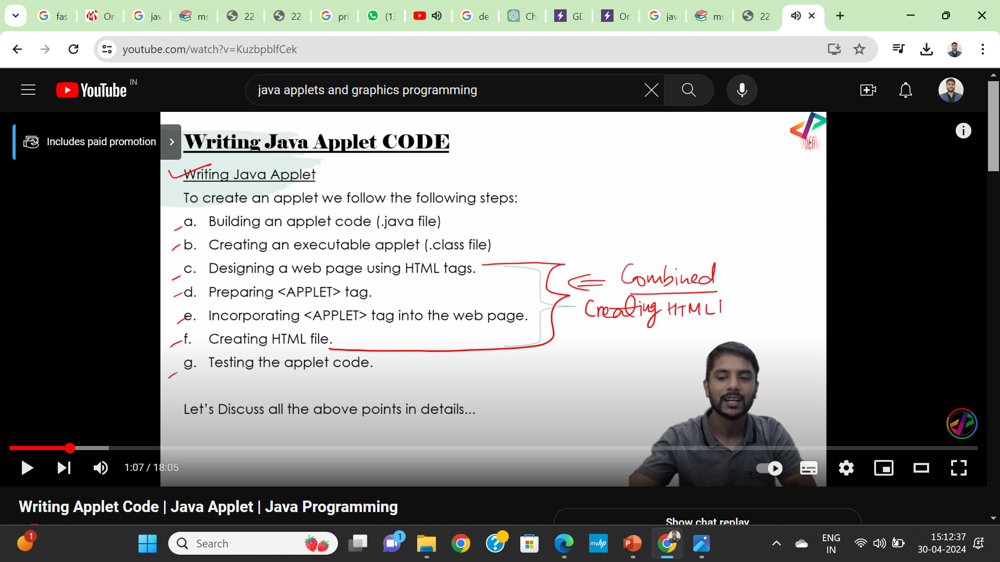 fas
Or
jav
ms
22
22
pri
(13
de
Ch
GD
Or
jav
ms
22
youtube.com/watch?v=KuzbpblfCek
YouTube
IN
java applets and graphics programming
Includes paid promotion
Writing Java Applet CODE
Writing Java Applet
To create an applet we follow the following steps:
a. Building an applet code (.java file)
b. Creating an executable applet (.class file)
c. Designing a web page using HTML tags.
d. Preparing <APPLET> tag.
e. Incorporating <APPLET> tag into the web page.
f. Creating HTML file.
g. Testing the applet code.
Combined
Creating HTML
Let's Discuss all the above points in details...
1:07 / 18:05
Writing Applet Code | Java Applet | Java Programming
Show chat replay
1
Search
1
myhp
P
ENG
IN
15:12:37
30-04-2024